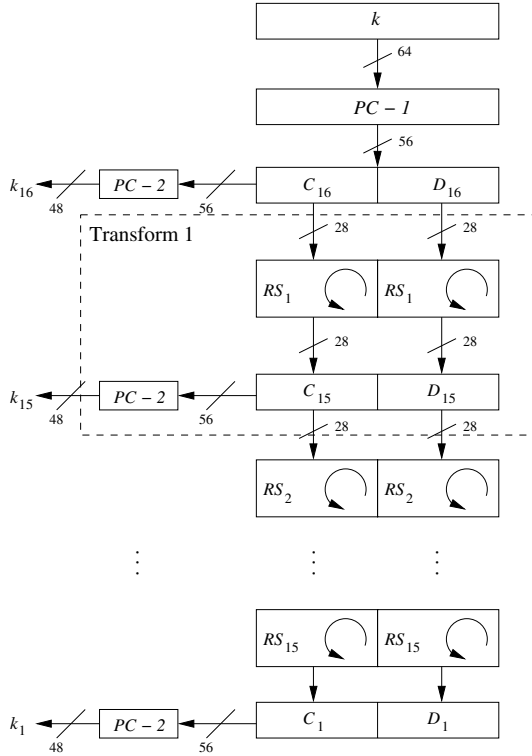 k
64
PC – 1
56
k16 48 PC – 2 56 C16 D16
Transform 1
28 28
RS1 RS1
28 28
k15 48 PC – 2 56 C15 D15
28 28
RS2 RS2
RS15 RS15
k1 48 PC – 2 56 C1 D1